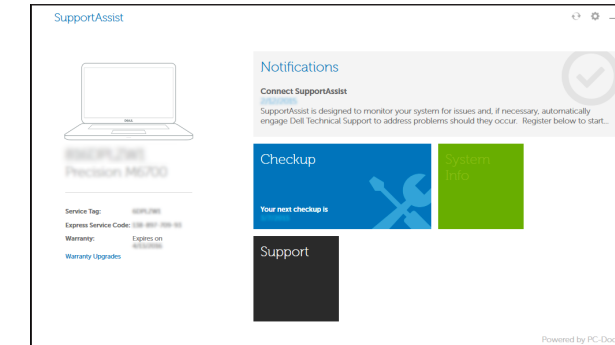 SupportAssist
Notifications
Connect SupportAssist
SupportAssist is designed to monitor your system for issues and, if necessary, automatically
engage Dell Technical Support to address problems should they occur. Register below to start...
DELL
Precision M6700
Checkup
System
Info
Your next checkup is
Service Tag:
Express Service Code:
Warranty: Expires on
Warranty Upgrades
Support
Powered by PC-Doc